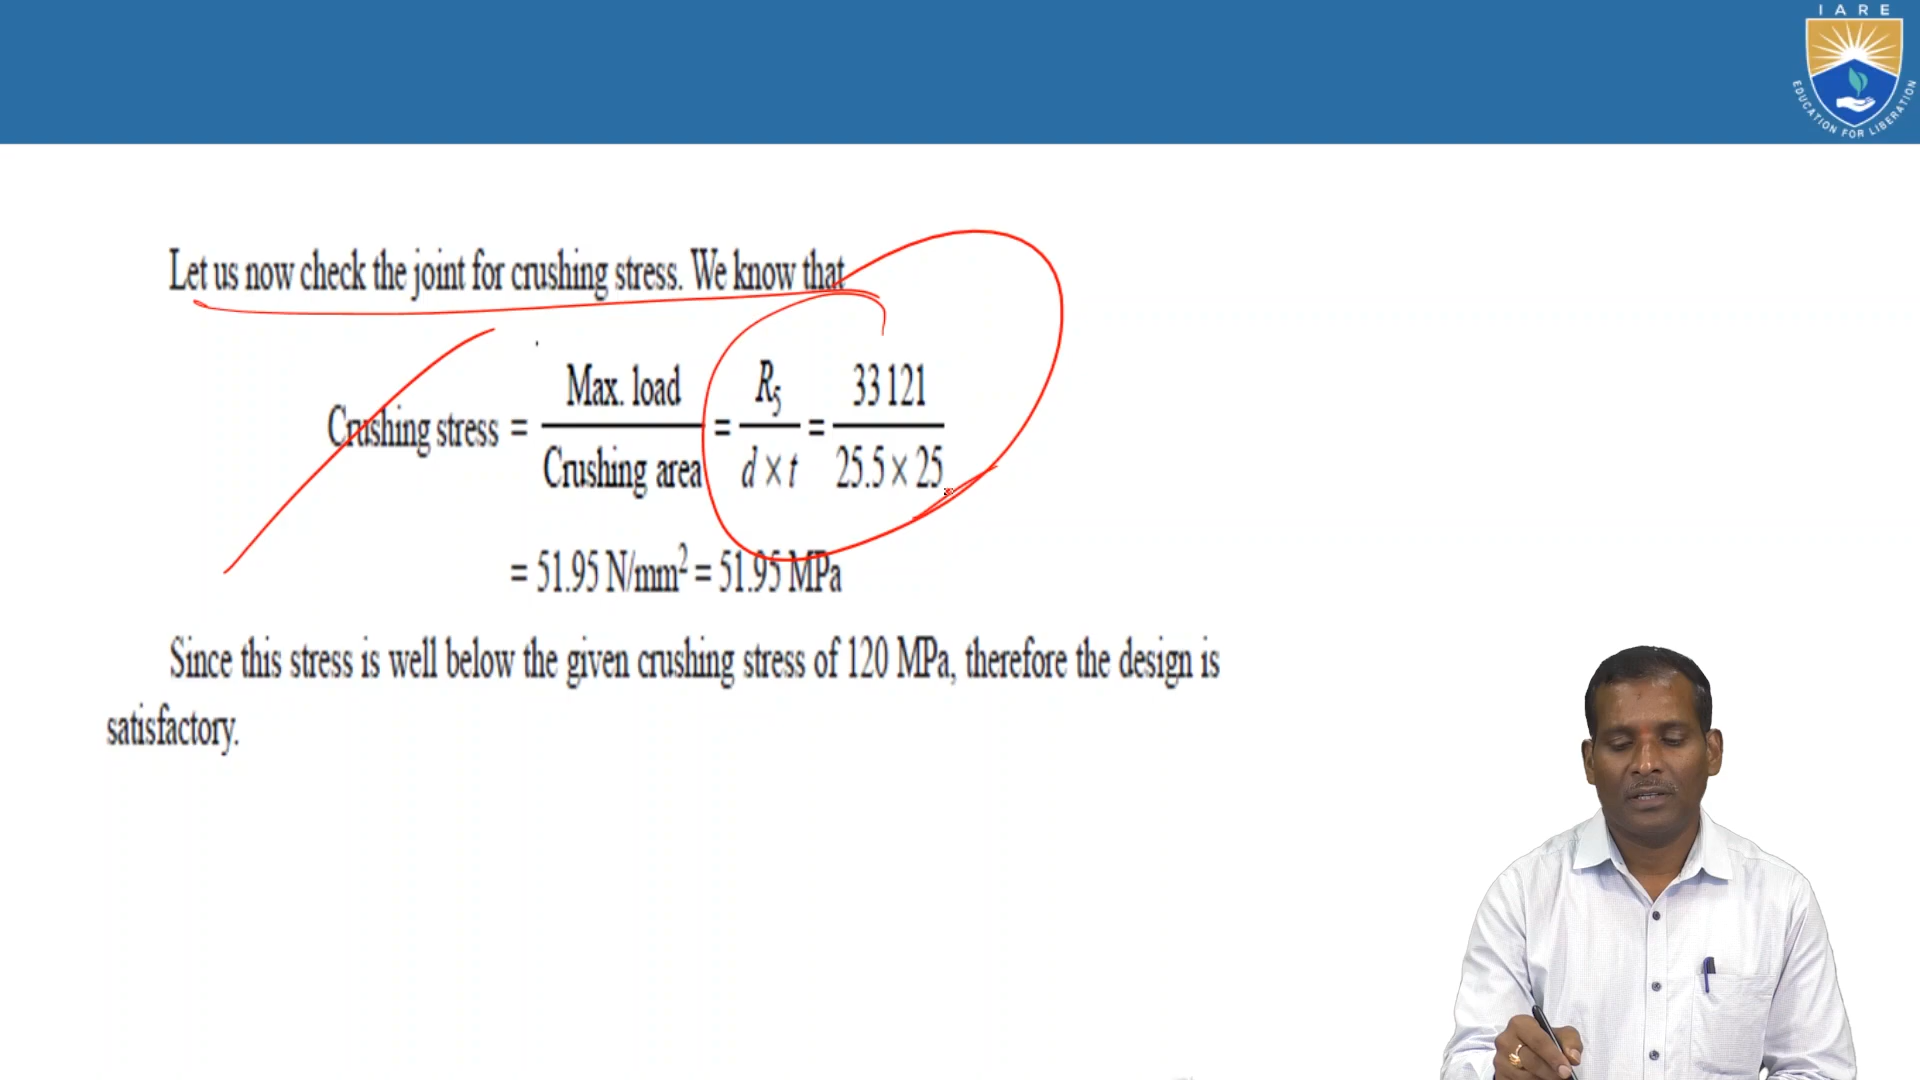 IARE
EDUCATION FOR LIBERATION
Let us now check the joint for crushing stress. We know that
Crushing stress = Max. load / Crushing area = R₅ / d × t = 33 121 / 25.5 × 25
= 51.95 N/mm² = 51.95 MPa
Since this stress is well below the given crushing stress of 120 MPa, therefore the design is
satisfactory.